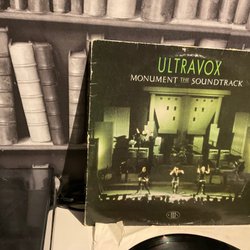 ULTRAVOX
MONUMENT THE SOUNDTRACK